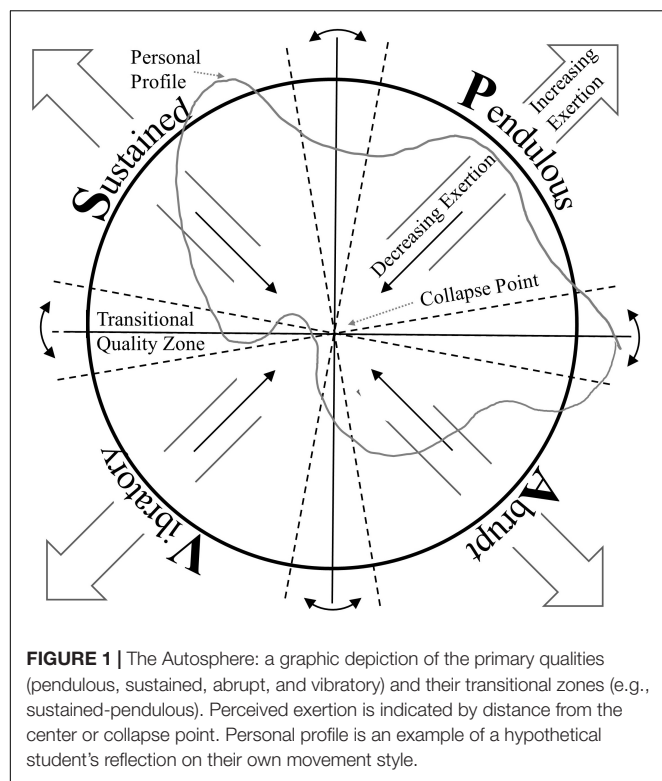 Personal
Profile
Sustained
Pendulous
Increasing
Exertion
Decreasing Exertion
Collapse Point
Transitional
Quality Zone
Vibratory
Abrupt
FIGURE 1 | The Autosphere: a graphic depiction of the primary qualities
(pendulous, sustained, abrupt, and vibratory) and their transitional zones (e.g.,
sustained-pendulous). Perceived exertion is indicated by distance from the
center or collapse point. Personal profile is an example of a hypothetical
student’s reflection on their own movement style.